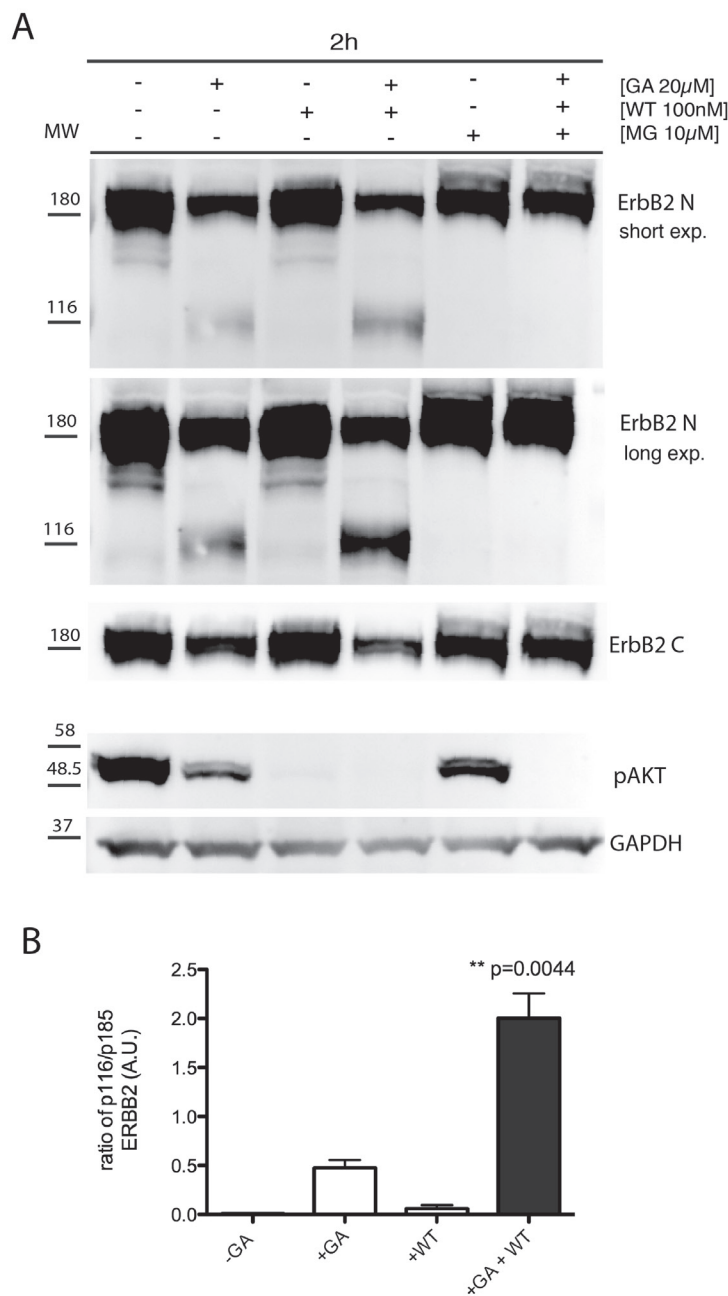 A
2h
- + - + - + [GA 20µM]
- - + + - + [WT 100nM]
MW - - - - + + [MG 10µM]
180 ErbB2 N
short exp.
116
180 ErbB2 N
long exp.
116
180 ErbB2 C
58
48.5 pAKT
37 GAPDH
B
** p=0.0044
ratio of p116/p185
ERBB2 (A.U.)
2.5
2.0
1.0
0.5
0.0
-GA +GA +WT +GA + WT